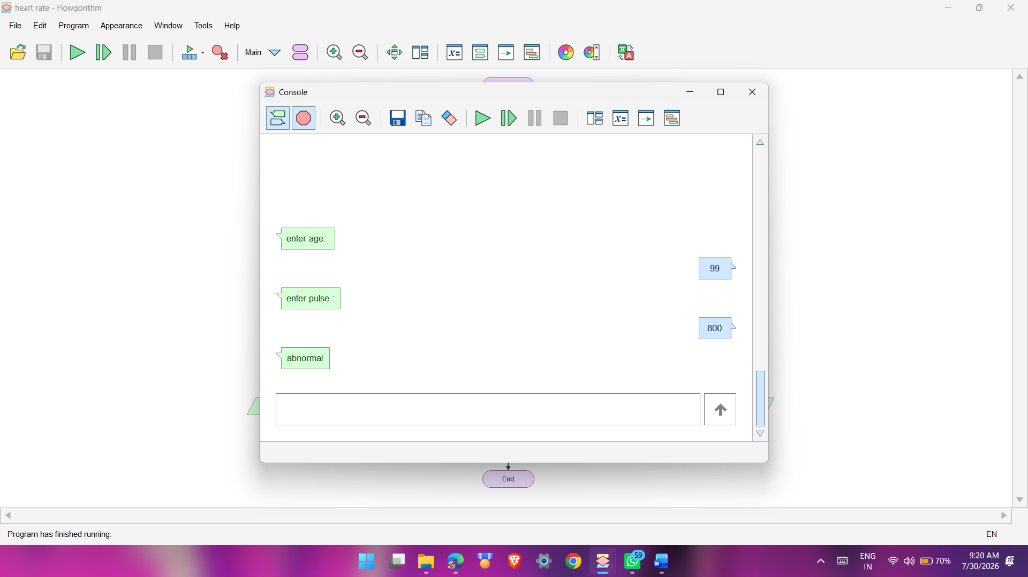 heart rate - Flowgorithm
File Edit Program Appearance Window Tools Help
Main
Console
enter age:
99
enter pulse :
800
abnormal
End
Program has finished running.
EN
59
ENG
IN
70%
9:20 AM
7/30/2026